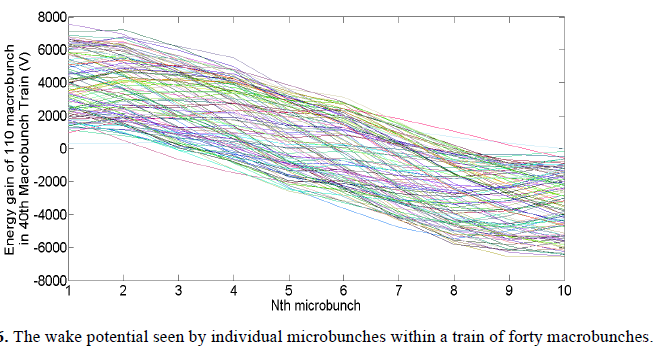 8000
6000
4000
2000
0
-2000
-4000
-6000
-8000
Energy gain of 110 macrobunch
in 40th Macrobunch Train (V)
1 2 3 4 5 6 7 8 9 10
Nth microbunch
6. The wake potential seen by individual microbunches within a train of forty macrobunches.